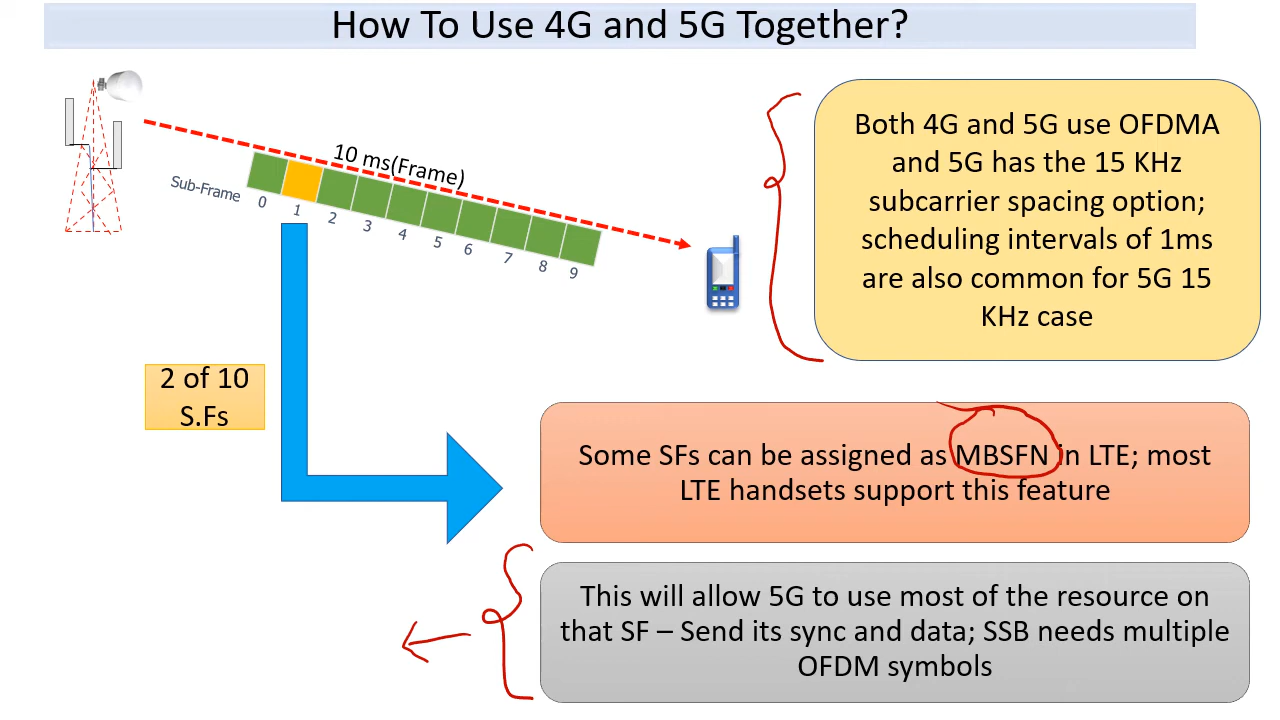 How To Use 4G and 5G Together?
10 ms(Frame)
Sub-Frame
0
1
2
3
4
5
6
7
8
9
Both 4G and 5G use OFDMA
and 5G has the 15 KHz
subcarrier spacing option;
scheduling intervals of 1ms
are also common for 5G 15
KHz case
2 of 10
S.Fs
Some SFs can be assigned as MBSFN in LTE; most
LTE handsets support this feature
This will allow 5G to use most of the resource on
that SF – Send its sync and data; SSB needs multiple
OFDM symbols